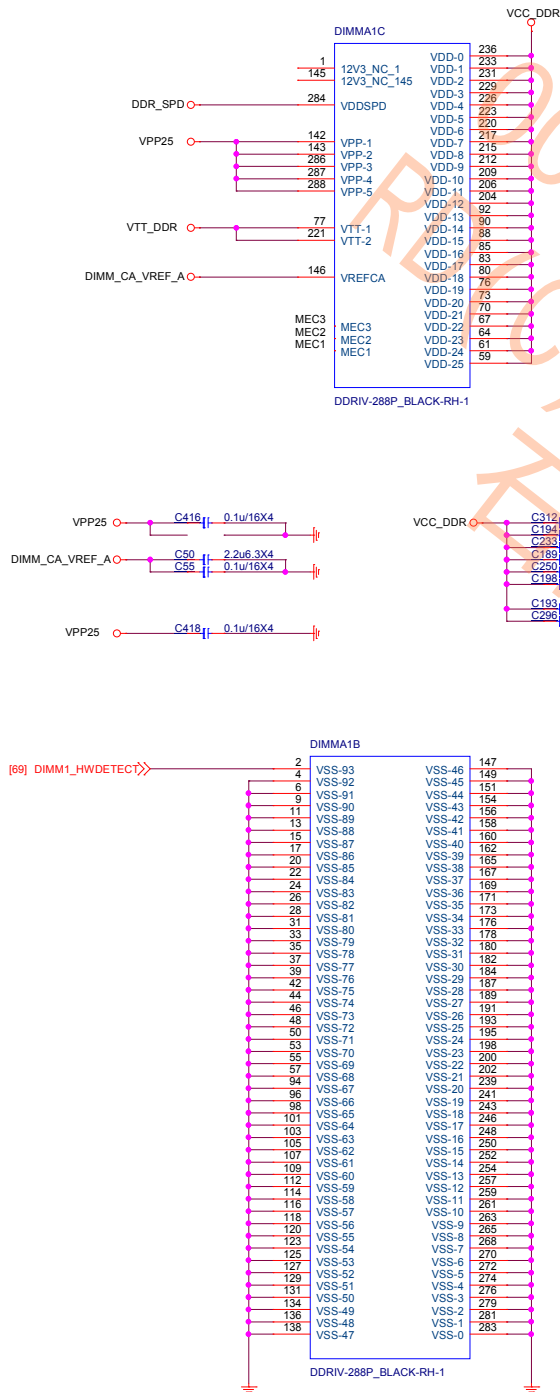 VCC_DDR
DIMMA1C
1 12V3_NC_1 VDD-0 236
145 12V3_NC_145 VDD-1 233
VDD-2 231
VDD-3 229
DDR_SPD 284 VDDSPD VDD-4 226
VDD-5 223
VDD-6 220
VPP25 142 VPP-1 VDD-7 217
143 VPP-2 VDD-8 215
286 VPP-3 VDD-9 212
287 VPP-4 VDD-10 209
288 VPP-5 VDD-11 206
VDD-12 204
VDD-13 92
VTT_DDR 77 VTT-1 VDD-14 90
221 VTT-2 VDD-15 88
VDD-16 85
VDD-17 83
DIMM_CA_VREF_A 146 VREFCA VDD-18 80
VDD-19 76
VDD-20 73
VDD-21 70
MEC3 MEC3 VDD-22 67
MEC2 MEC2 VDD-23 64
MEC1 MEC1 VDD-24 61
VDD-25 59
DDRIV-288P_BLACK-RH-1
VPP25 C416 0.1u/16X4
DIMM_CA_VREF_A C50 2.2u6.3X4
C55 0.1u/16X4
VPP25 C418 0.1u/16X4
VCC_DDR C312
C194
C233
C189
C250
C198
C193
C296
DIMMA1B
[69] DIMM1_HWDETECT 2 VSS-93 VSS-46 147
4 VSS-92 VSS-45 149
6 VSS-91 VSS-44 151
9 VSS-90 VSS-43 154
11 VSS-89 VSS-42 156
13 VSS-88 VSS-41 158
15 VSS-87 VSS-40 160
17 VSS-86 VSS-39 162
20 VSS-85 VSS-38 165
22 VSS-84 VSS-37 167
24 VSS-83 VSS-36 169
26 VSS-82 VSS-35 171
28 VSS-81 VSS-34 173
31 VSS-80 VSS-33 176
33 VSS-79 VSS-32 178
35 VSS-78 VSS-31 180
37 VSS-77 VSS-30 182
39 VSS-76 VSS-29 184
42 VSS-75 VSS-28 187
44 VSS-74 VSS-27 189
46 VSS-73 VSS-26 191
48 VSS-72 VSS-25 193
50 VSS-71 VSS-24 195
53 VSS-70 VSS-23 198
55 VSS-69 VSS-22 200
57 VSS-68 VSS-21 202
94 VSS-67 VSS-20 239
96 VSS-66 VSS-19 241
98 VSS-65 VSS-18 243
101 VSS-64 VSS-17 246
103 VSS-63 VSS-16 248
105 VSS-62 VSS-15 250
107 VSS-61 VSS-14 252
109 VSS-60 VSS-13 254
112 VSS-59 VSS-12 257
114 VSS-58 VSS-11 259
116 VSS-57 VSS-10 261
118 VSS-56 VSS-9 263
120 VSS-55 VSS-8 265
123 VSS-54 VSS-7 268
125 VSS-53 VSS-6 270
127 VSS-52 VSS-5 272
129 VSS-51 VSS-4 274
131 VSS-50 VSS-3 276
134 VSS-49 VSS-2 279
136 VSS-48 VSS-1 281
138 VSS-47 VSS-0 283
DDRIV-288P_BLACK-RH-1